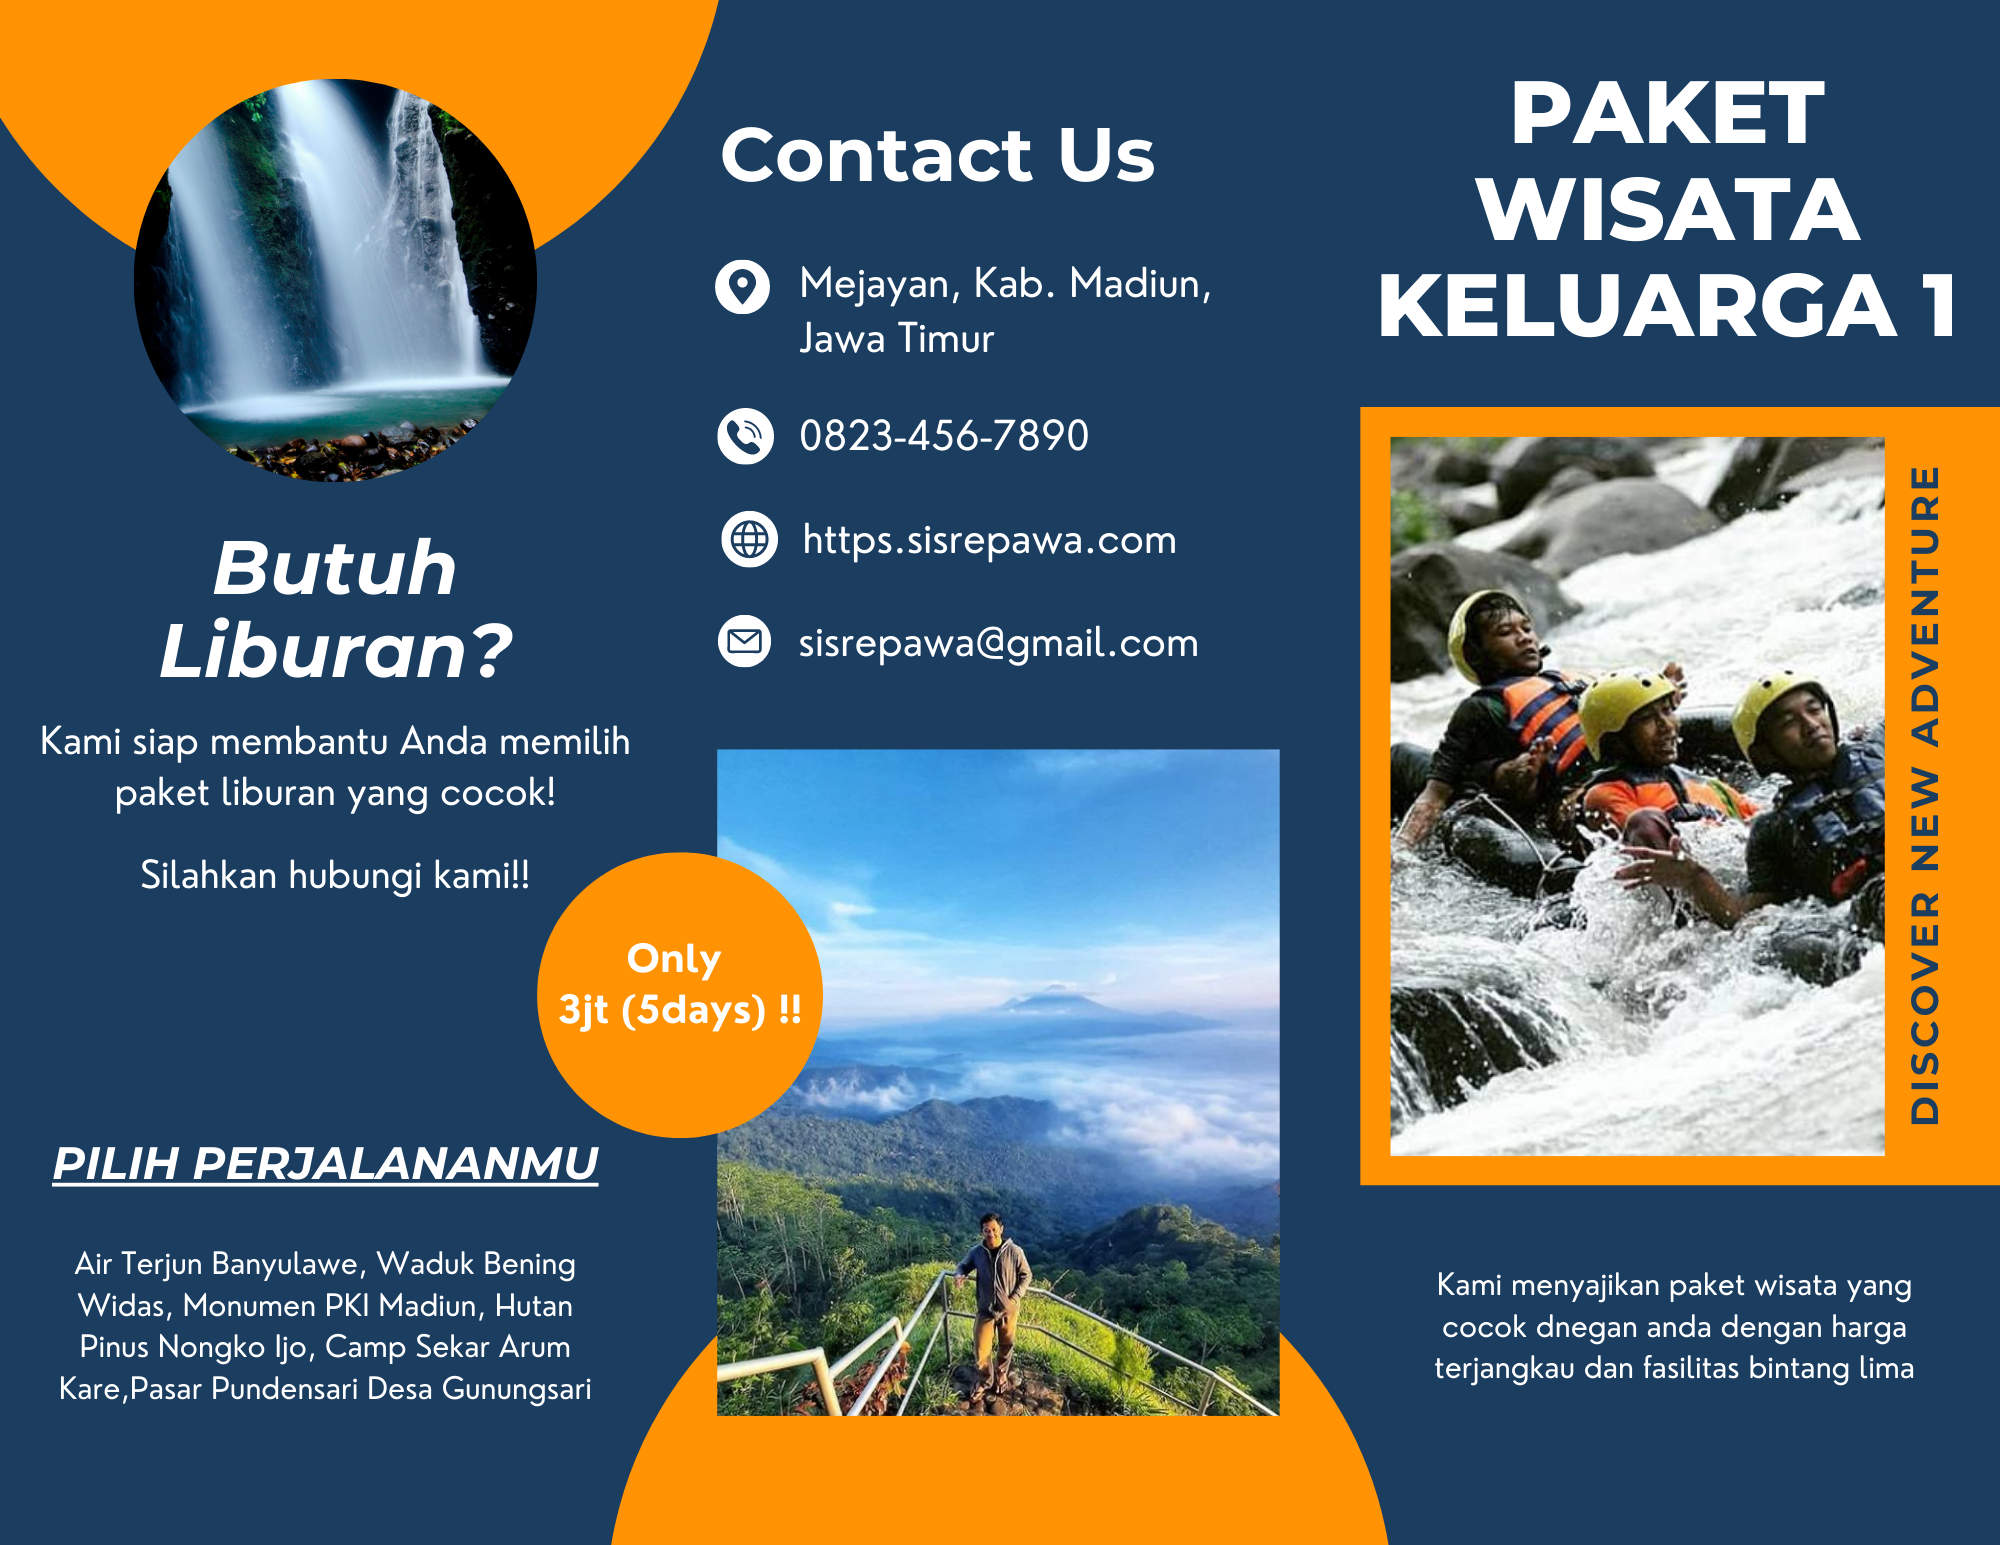 Butuh
Liburan?
Kami siap membantu Anda memilih
paket liburan yang cocok!
Silahkan hubungi kami!!
PILIH PERJALANANMU
Air Terjun Banyulawe, Waduk Bening
Widas, Monumen PKI Madiun, Hutan
Pinus Nongko Ijo, Camp Sekar Arum
Kare,Pasar Pundensari Desa Gunungsari
Contact Us
Mejayan, Kab. Madiun,
Jawa Timur
0823-456-7890
https.sisrepawa.com
sisrepawa@gmail.com
Only
3jt (5days) !!
PAKET
WISATA
KELUARGA 1
DISCOVER NEW ADVENTURE
Kami menyajikan paket wisata yang
cocok dnegan anda dengan harga
terjangkau dan fasilitas bintang lima